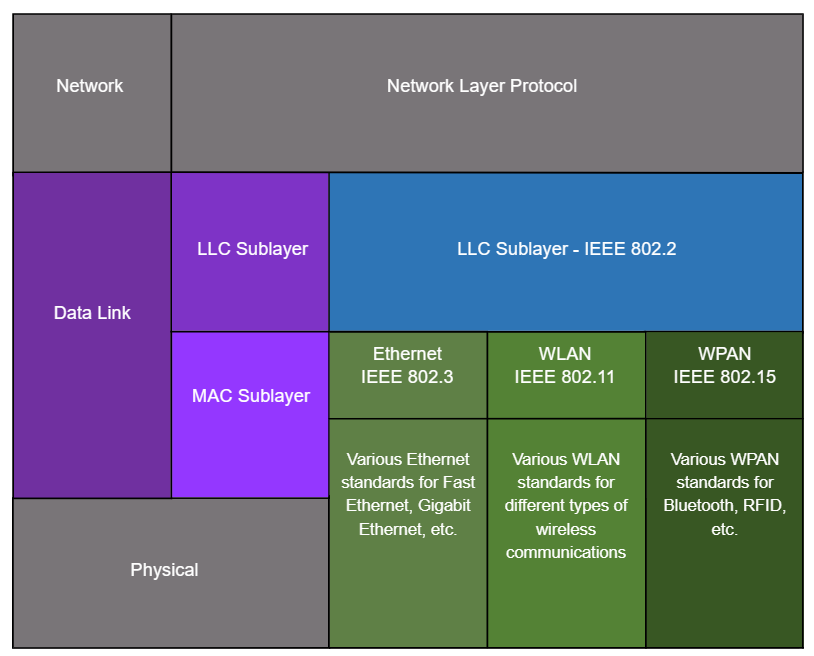 Network
Network Layer Protocol
Data Link
LLC Sublayer
LLC Sublayer - IEEE 802.2
MAC Sublayer
Ethernet
IEEE 802.3
WLAN
IEEE 802.11
WPAN
IEEE 802.15
Various Ethernet
standards for Fast
Ethernet, Gigabit
Ethernet, etc.
Various WLAN
standards for
different types of
wireless
communications
Various WPAN
standards for
Bluetooth, RFID,
etc.
Physical